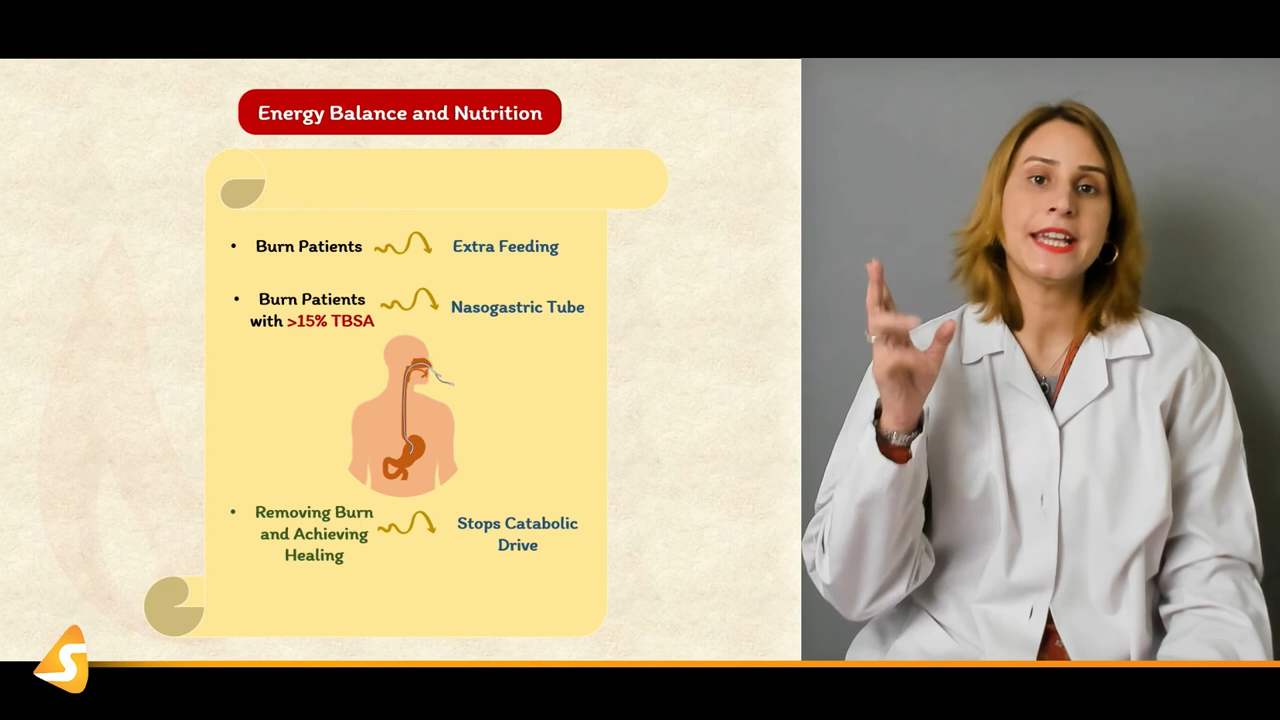 Energy Balance and Nutrition
• Burn Patients
Extra Feeding
• Burn Patients
with >15% TBSA
Nasogastric Tube
• Removing Burn
and Achieving
Healing
Stops Catabolic
Drive
S